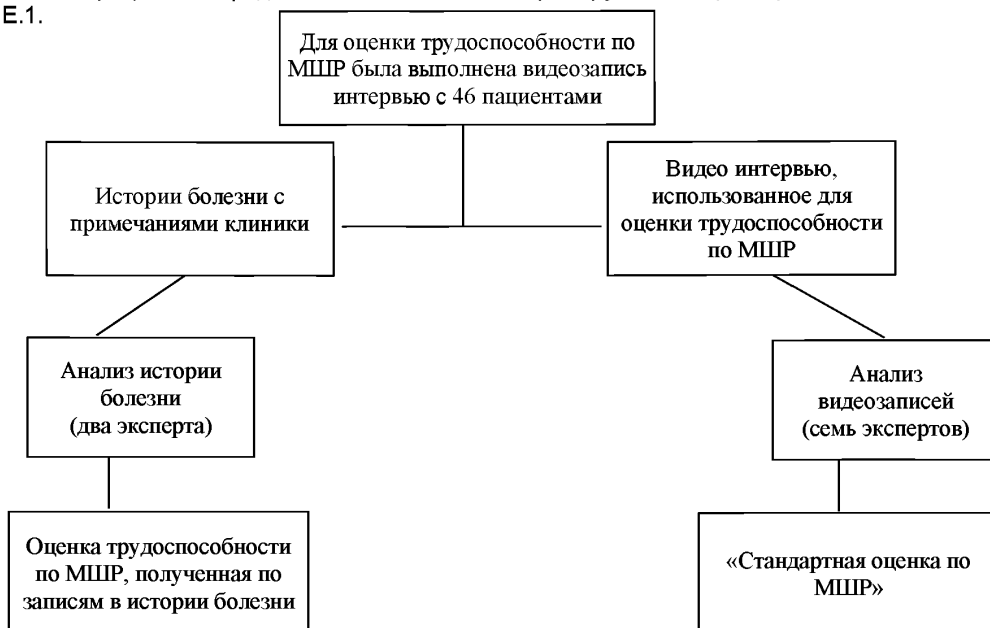 Е.1.
Для оценки трудоспособности по
МШР была выполнена видеозапись
интервью с 46 пациентами
Истории болезни с
примечаниями клиники
Видео интервью,
использованное для
оценки трудоспособности
по МШР
Анализ истории
болезни
(два эксперта)
Анализ
видеозаписей
(семь экспертов)
Оценка трудоспособности
по МШР, полученная по
записям в истории болезни
«Стандартная оценка по
МШР»